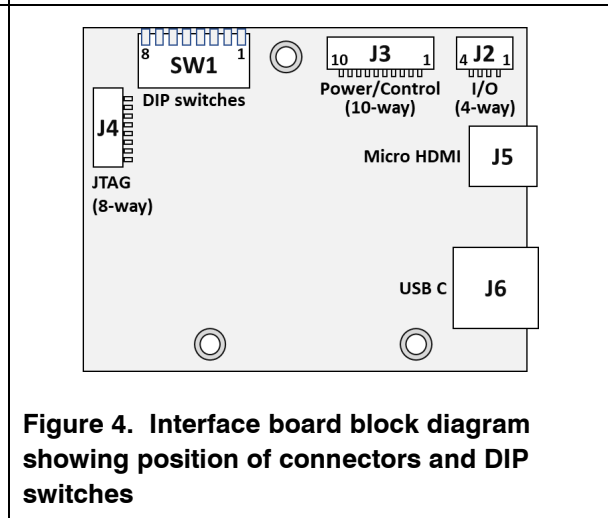 8 1
SW1
DIP switches
10 J3 1
Power/Control
(10-way)
4 J2 1
I/O
(4-way)
J4
JTAG
(8-way)
Micro HDMI J5
USB C J6
Figure 4. Interface board block diagram
showing position of connectors and DIP
switches